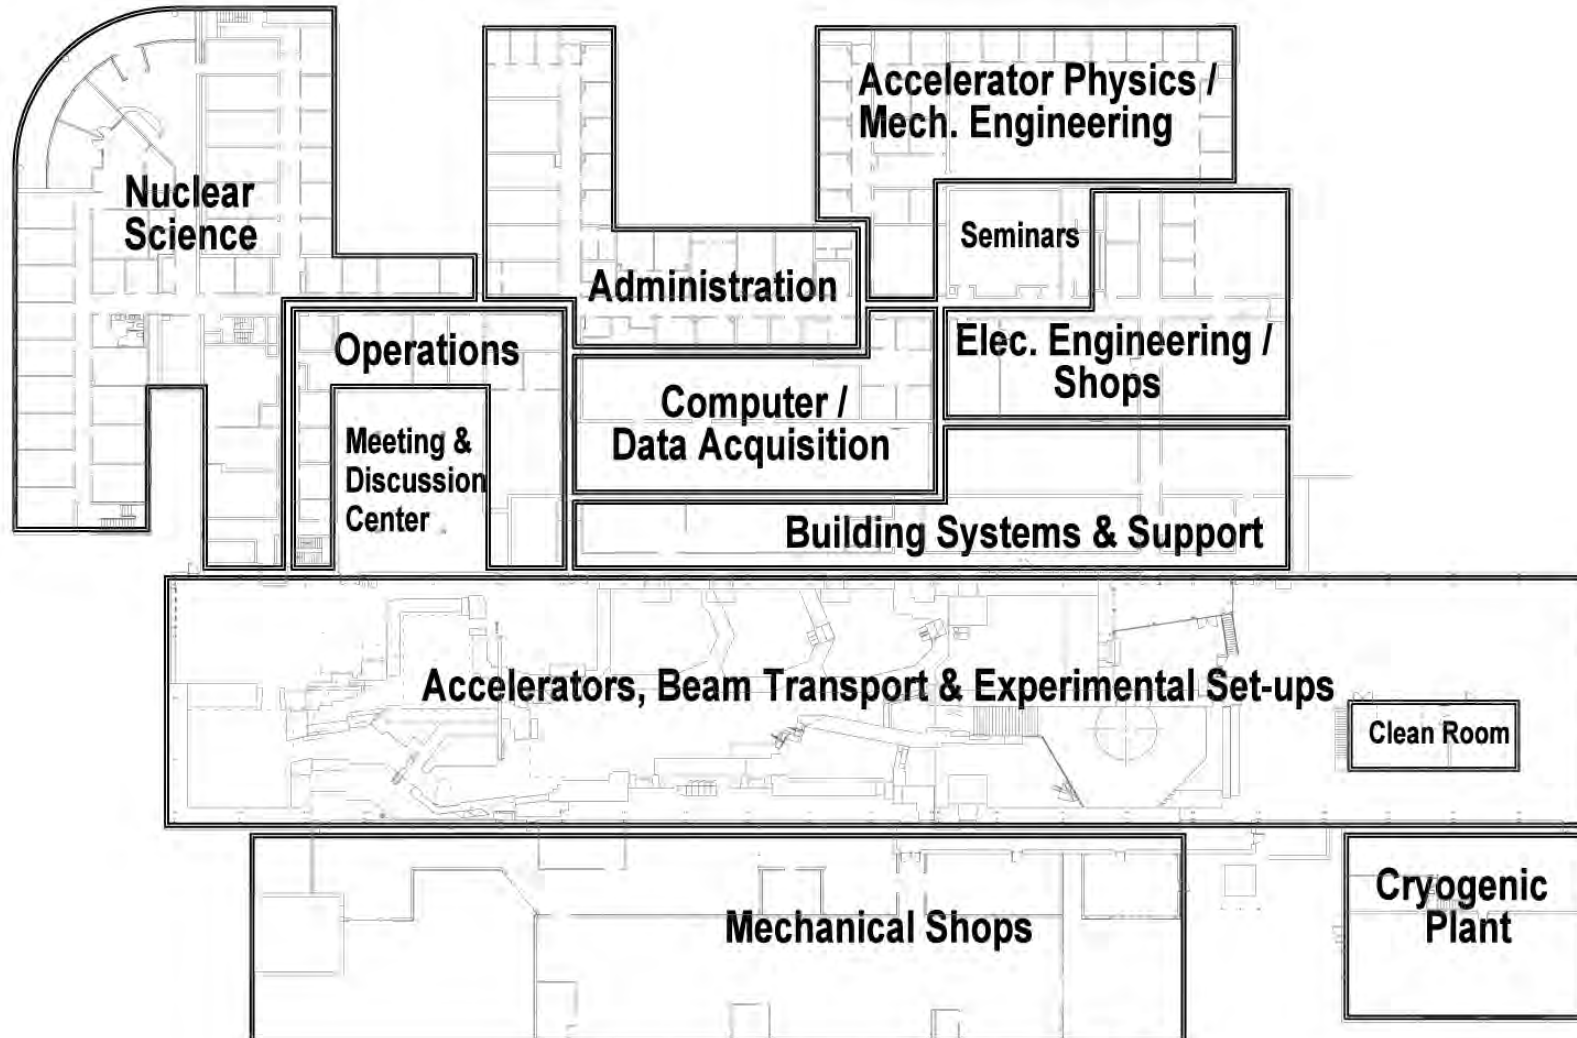 Accelerator Physics /
Mech. Engineering
Nuclear
Science
Seminars
Administration
Operations
Elec. Engineering /
Shops
Computer /
Data Acquisition
Meeting &
Discussion
Center
Building Systems & Support
Accelerators, Beam Transport & Experimental Set-ups
Clean Room
Cryogenic
Plant
Mechanical Shops